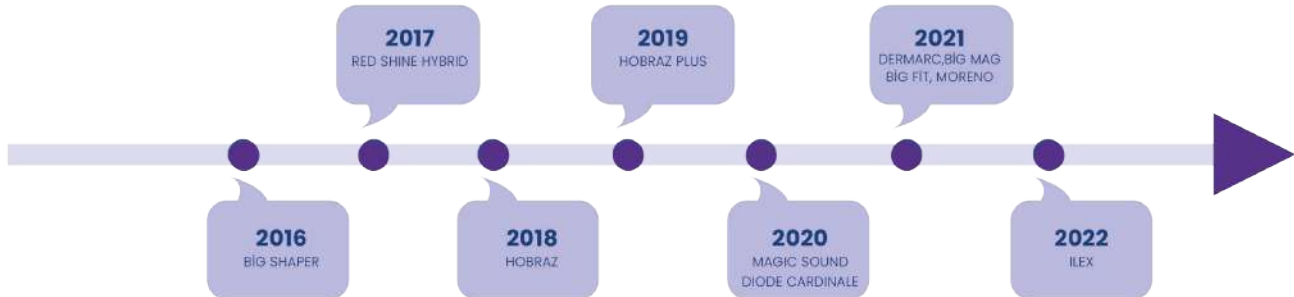 2017
RED SHINE HYBRID
2019
HOBRAZ PLUS
2021
DERMARC,BİG MAG
BİG FİT, MORENO
2016
BİG SHAPER
2018
HOBRAZ
2020
MAGIC SOUND
DIODE CARDINALE
2022
ILEX